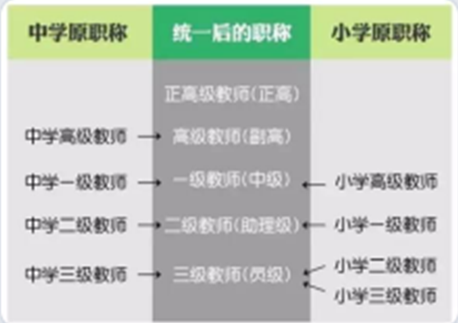 中学原职称 统一后的职称 小学原职称
正高级教师(正高)
中学高级教师 高级教师(副高)
中学一级教师 一级教师(中级) 小学高级教师
中学二级教师 二级教师(助理级) 小学一级教师
中学三级教师 三级教师(员级) 小学二级教师
小学三级教师